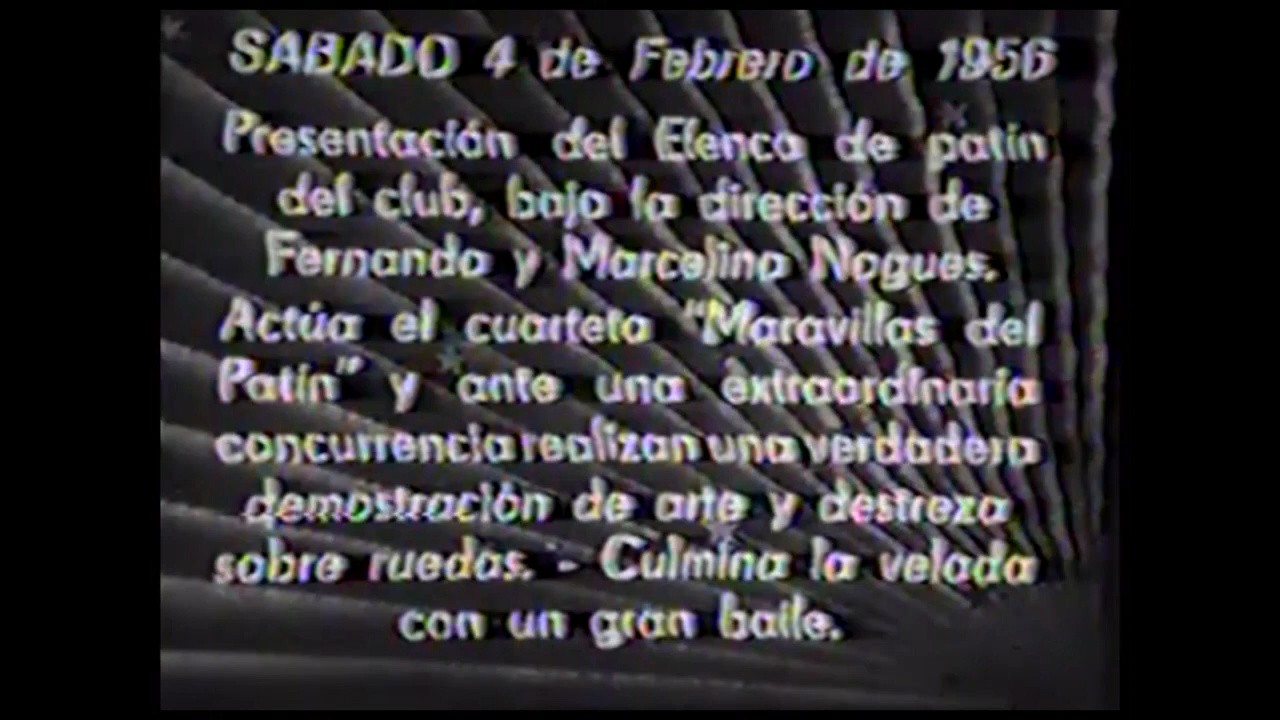 SABADO 4 de Febrero de 1956
Presentación del Elenco de patín
del club, bajo la dirección de
Fernando y Marcelino Nogues.
Actúa el cuarteto "Maravillas del
Patín" y ante una extraordinaria
concurrencia realizan una verdadera
demostración de arte y destreza
sobre ruedas. - Culmina la velada
con un gran baile.